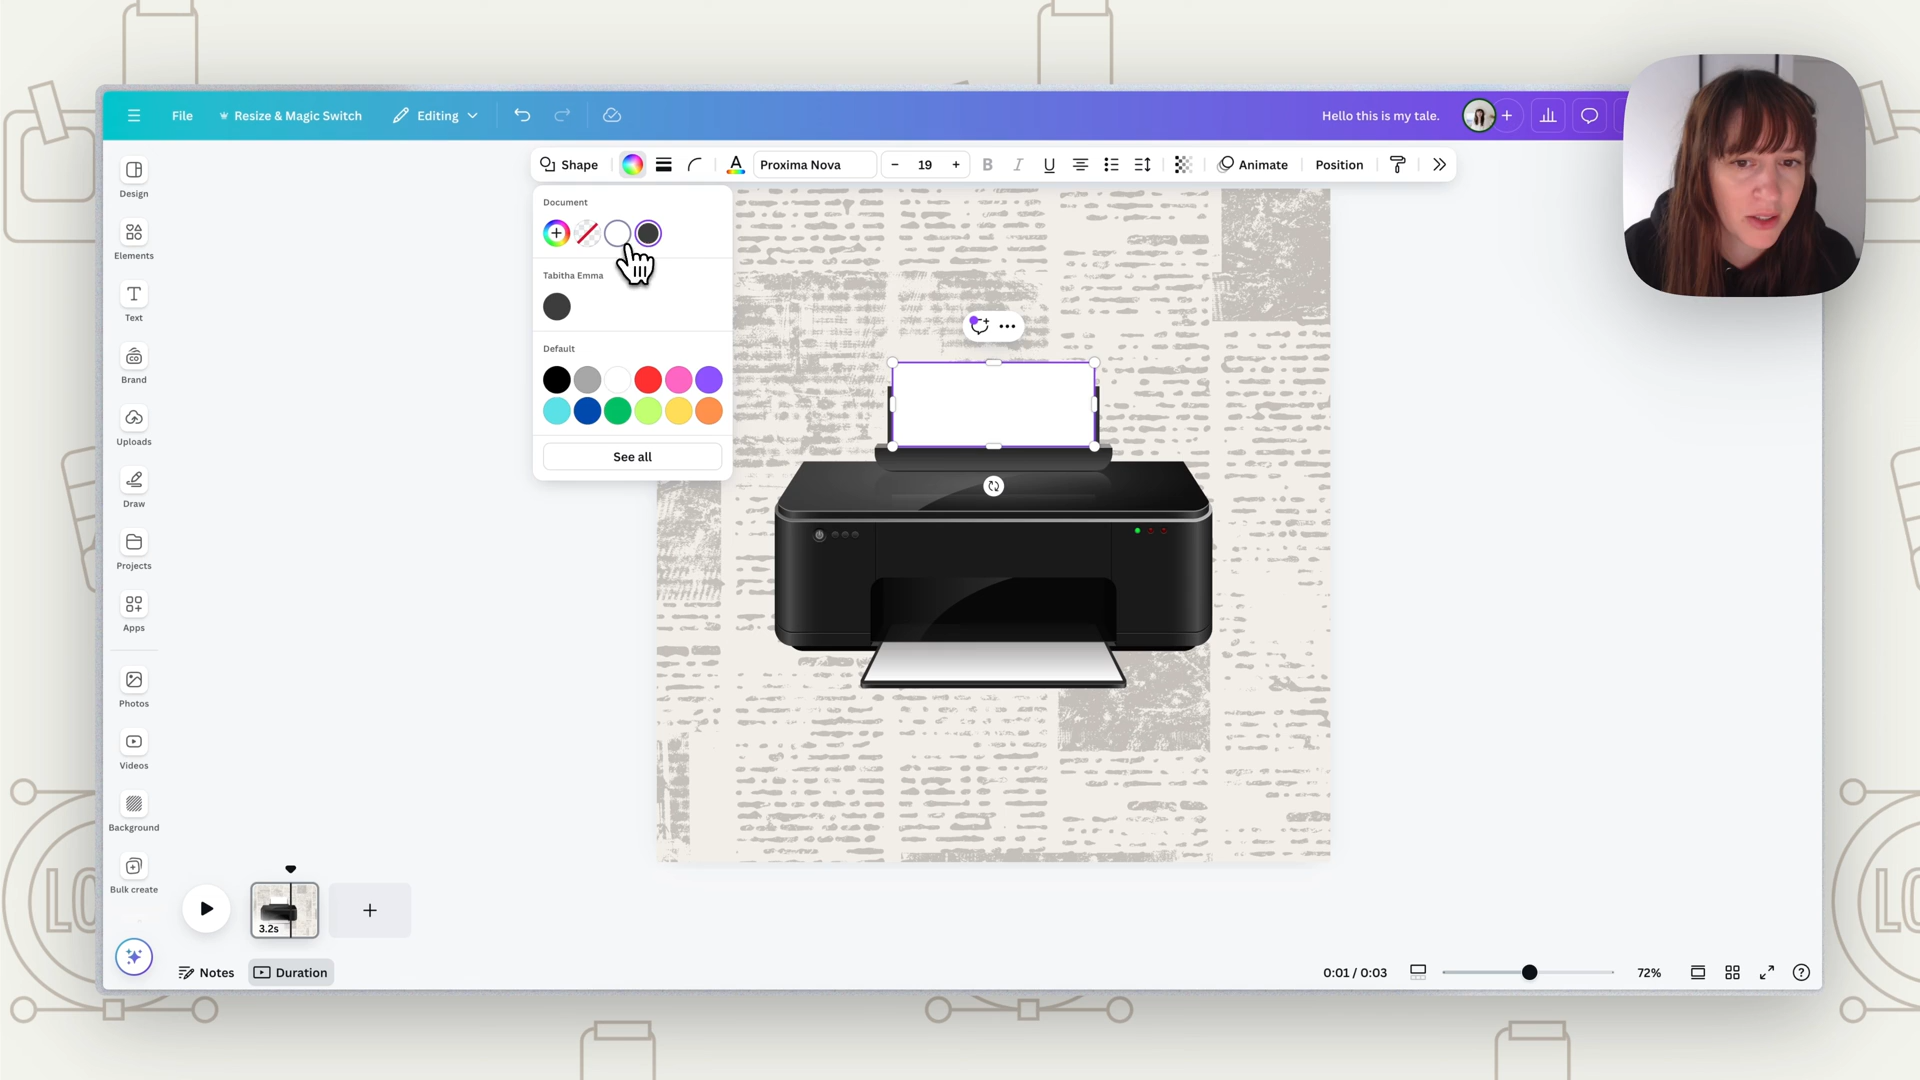 File
Resize & Magic Switch
Editing
Hello this is my tale.
Shape
Proxima Nova
19
B
I
U
Animate
Position
Design
Elements
Text
Brand
Uploads
Draw
Projects
Apps
Photos
Videos
Background
Bulk create
Document
Tabitha Emma
Default
See all
3.2s
Notes
Duration
0:01 / 0:03
72%
LO
LO